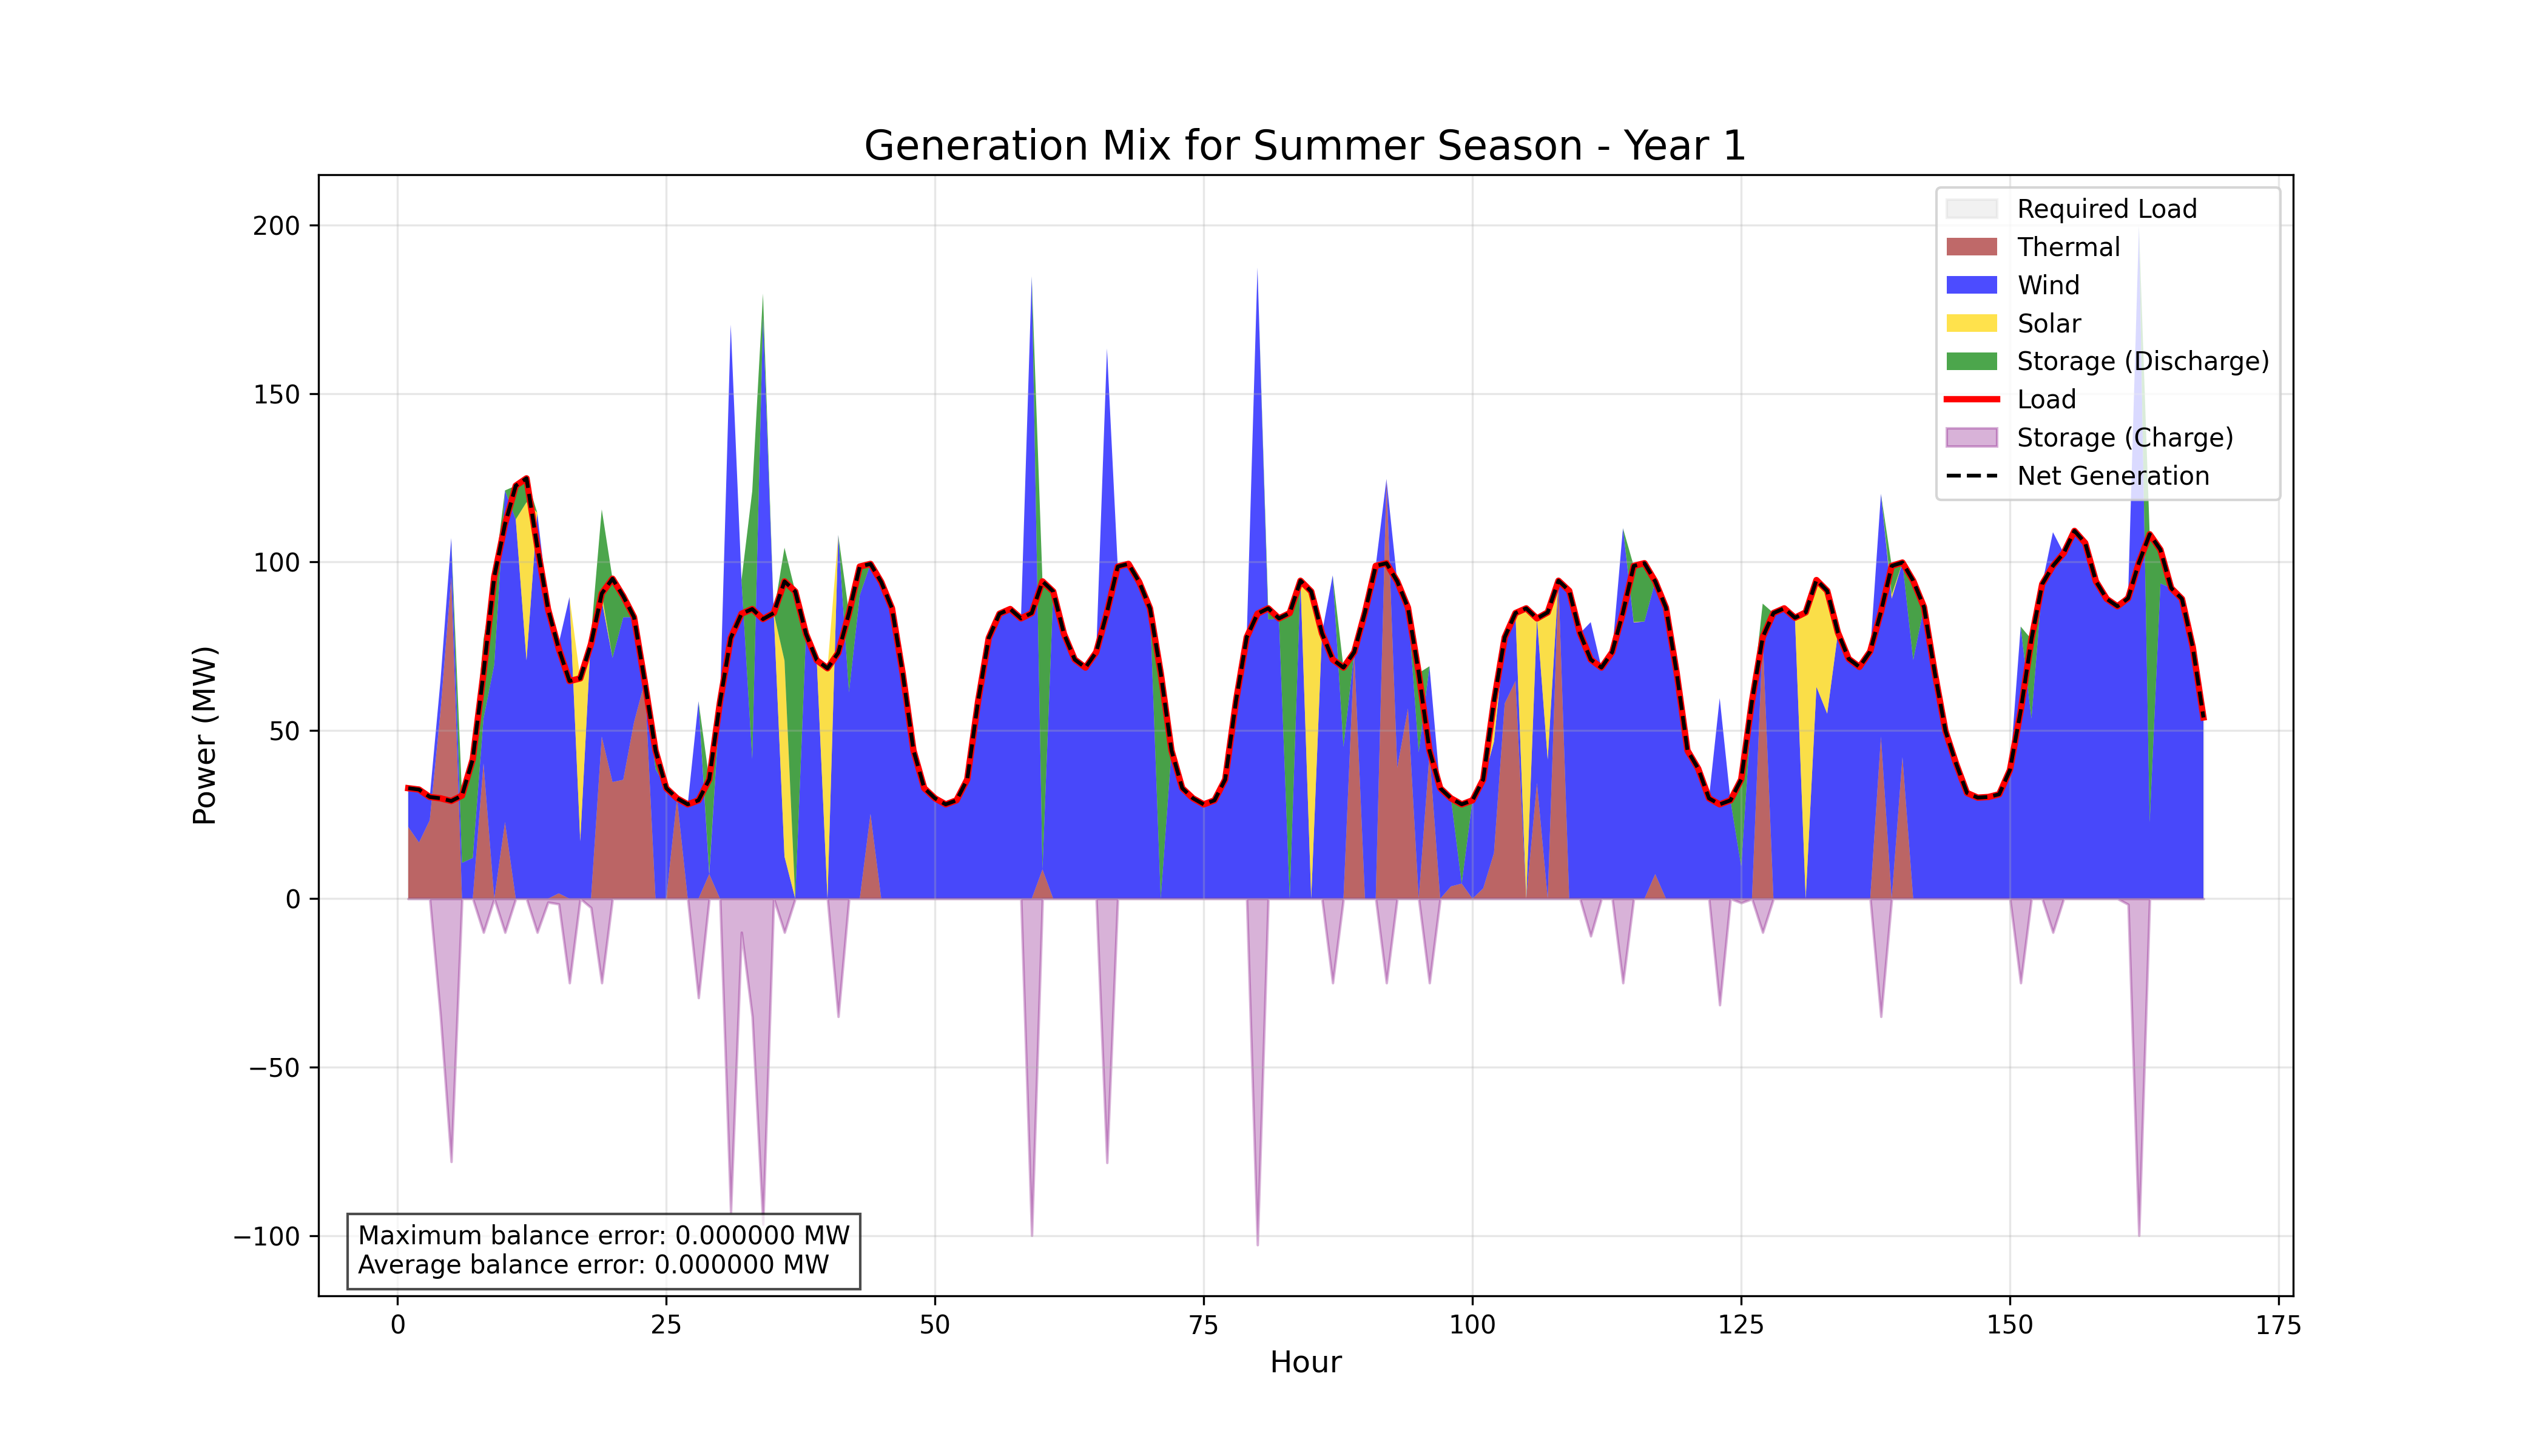 Generation Mix for Summer Season - Year 1
Power (MW)
200
150
100
50
0
−50
−100
Required Load
Thermal
Wind
Solar
Storage (Discharge)
Load
Storage (Charge)
Net Generation
Maximum balance error: 0.000000 MW
Average balance error: 0.000000 MW
0 25 50 75 100 125 150 175
Hour